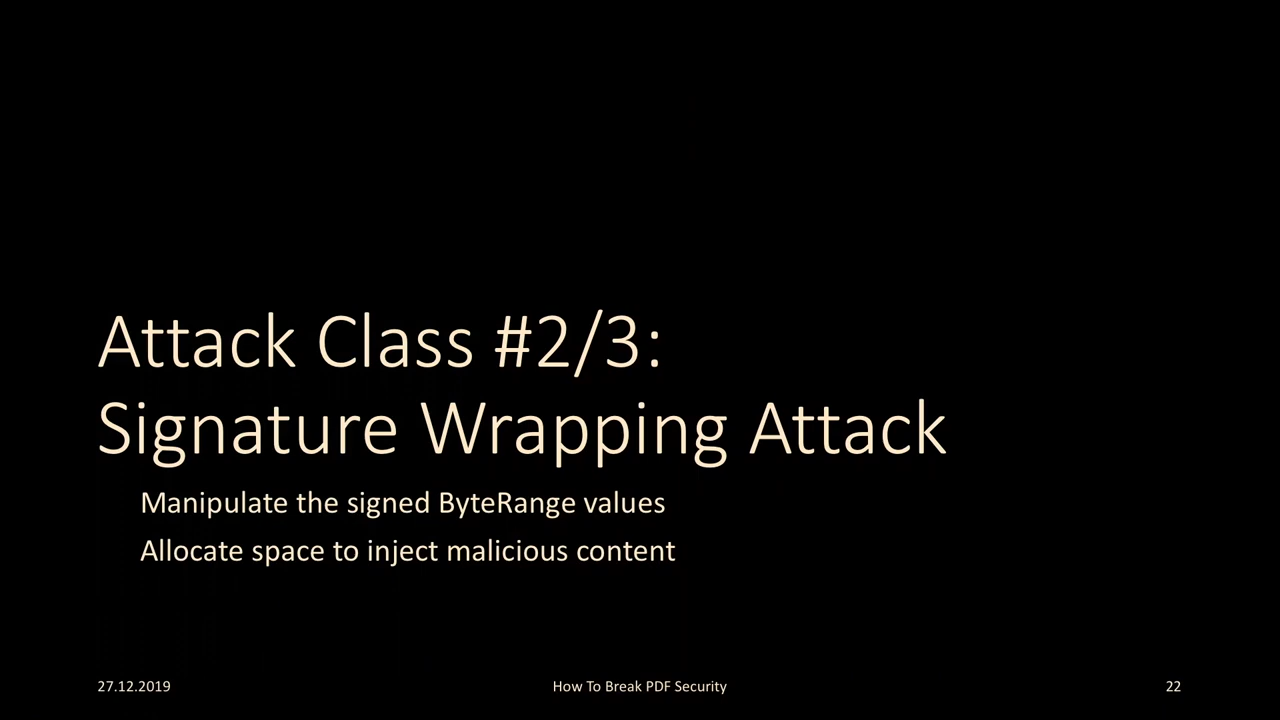 Attack Class #2/3:
Signature Wrapping Attack
Manipulate the signed ByteRange values
Allocate space to inject malicious content
27.12.2019
How To Break PDF Security
22